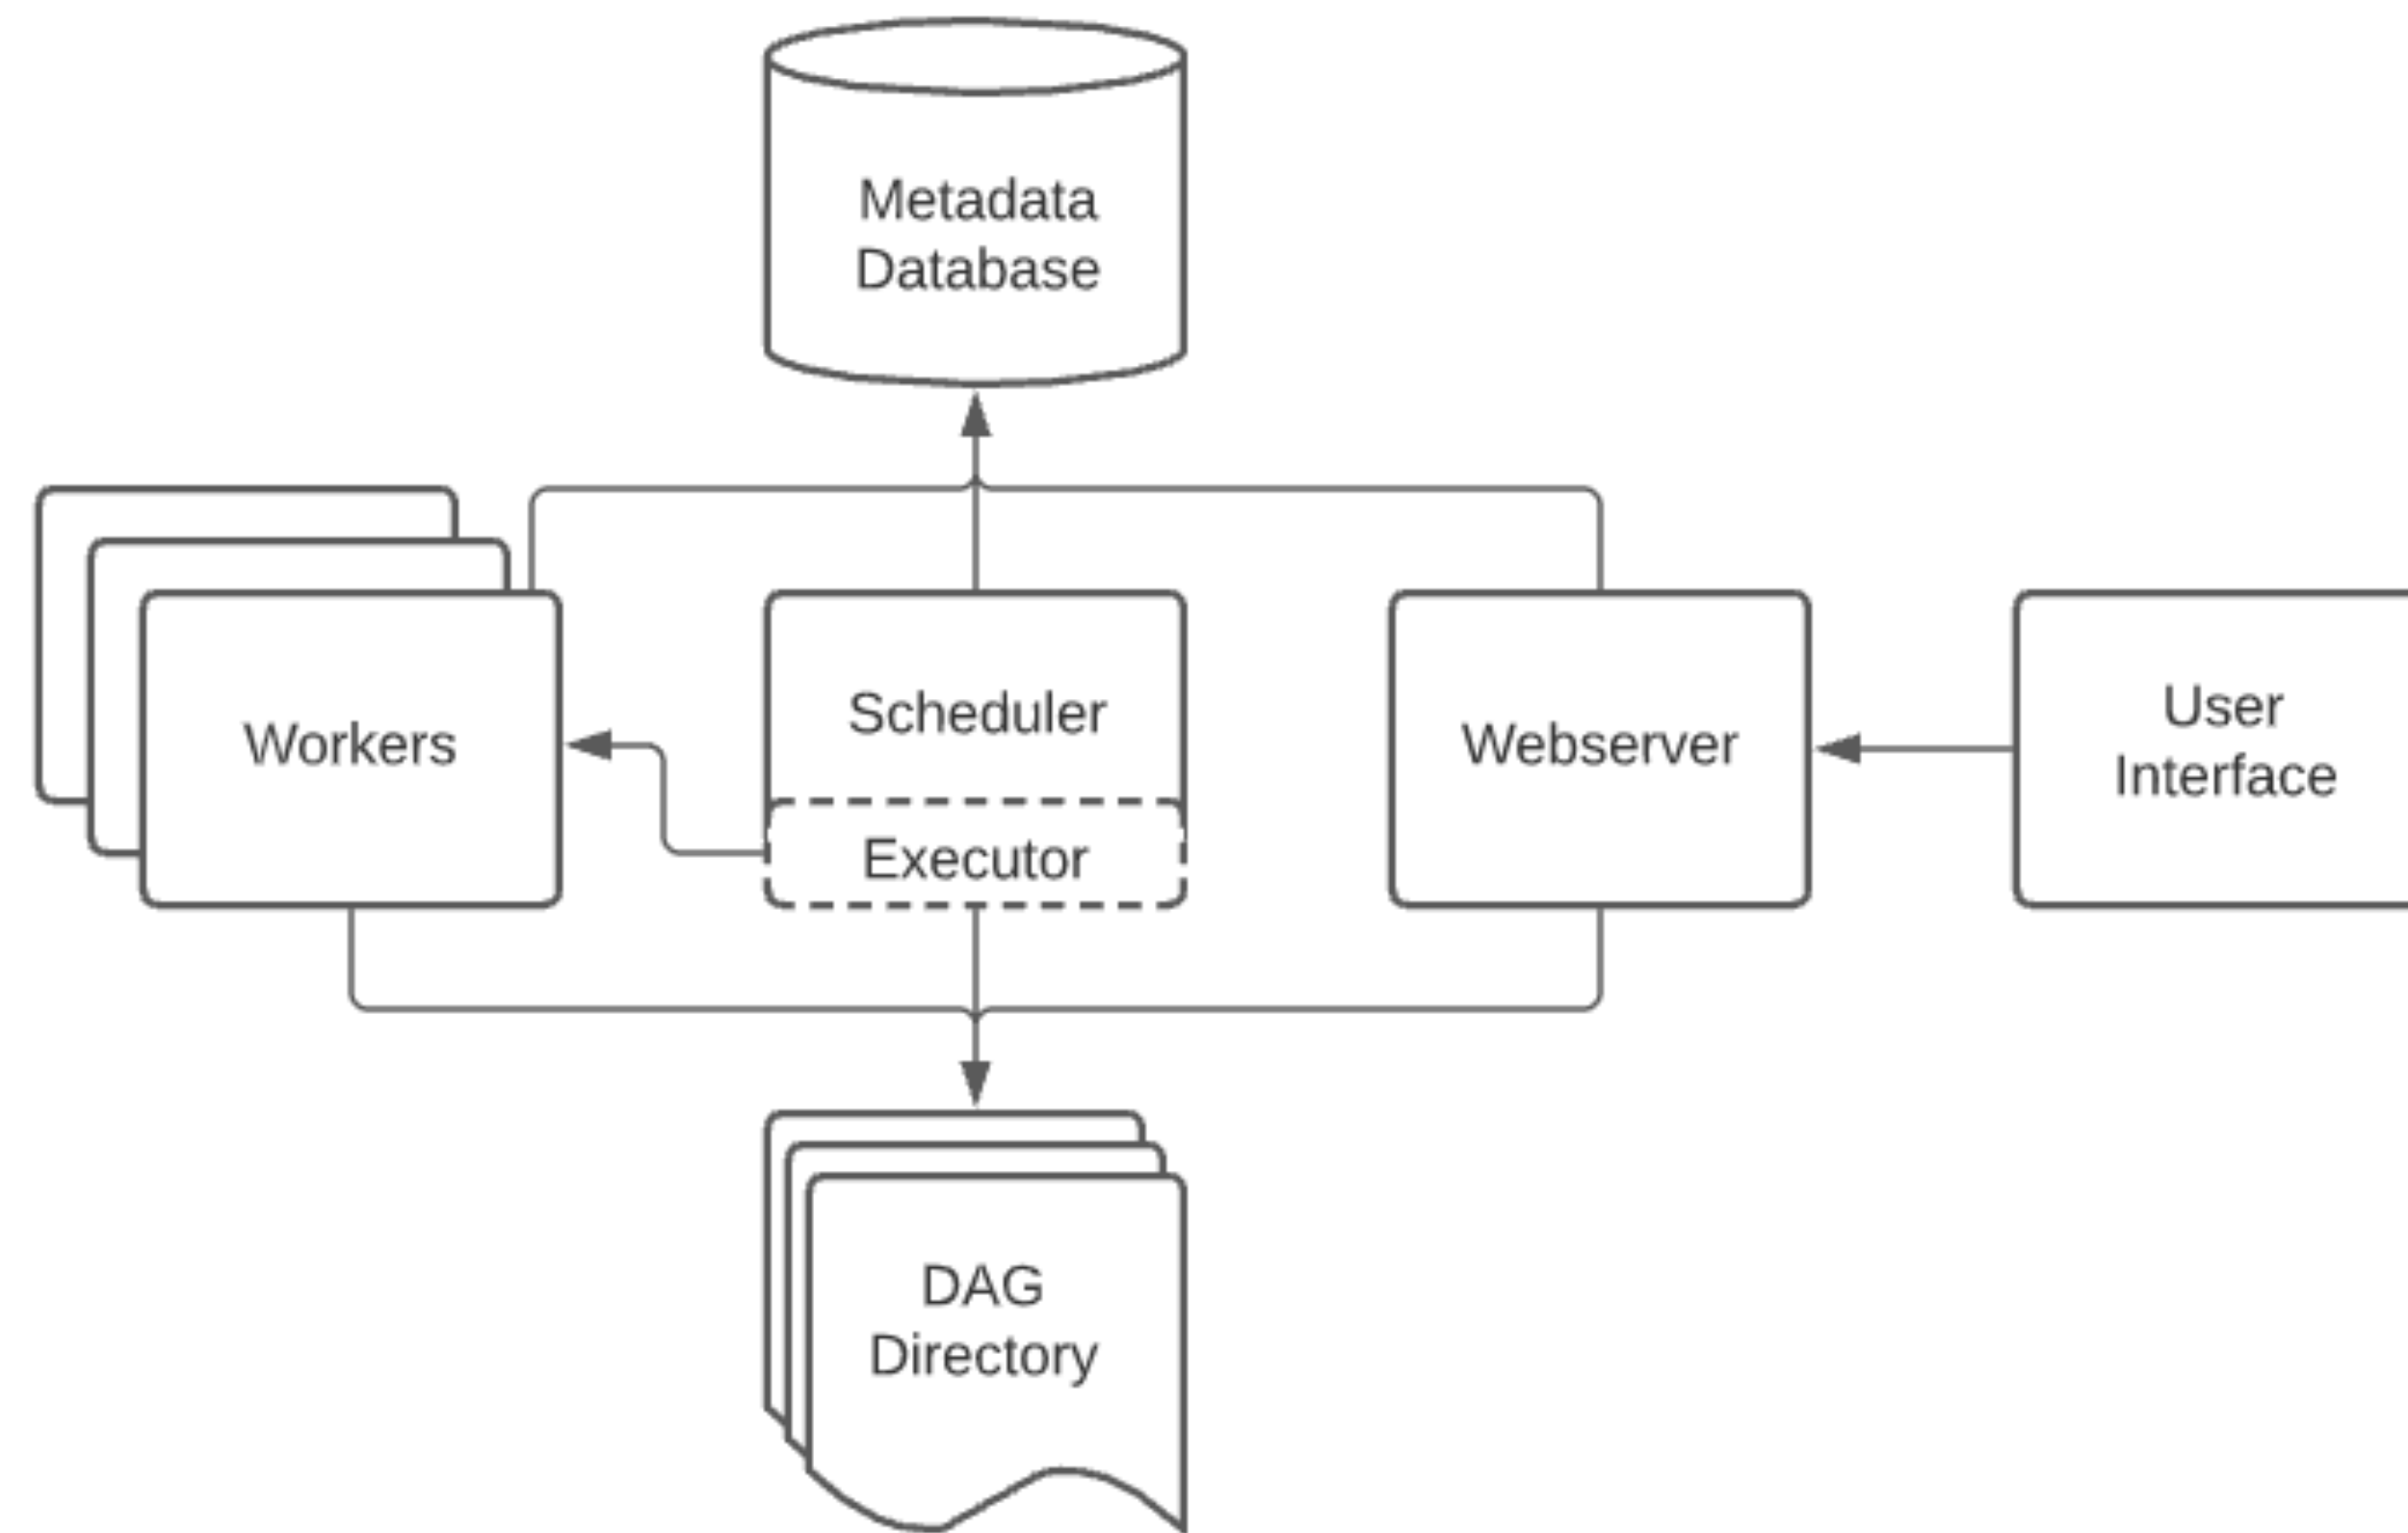 Metadata
Database
Workers
Scheduler
Executor
Webserver
User
Interface
DAG
Directory